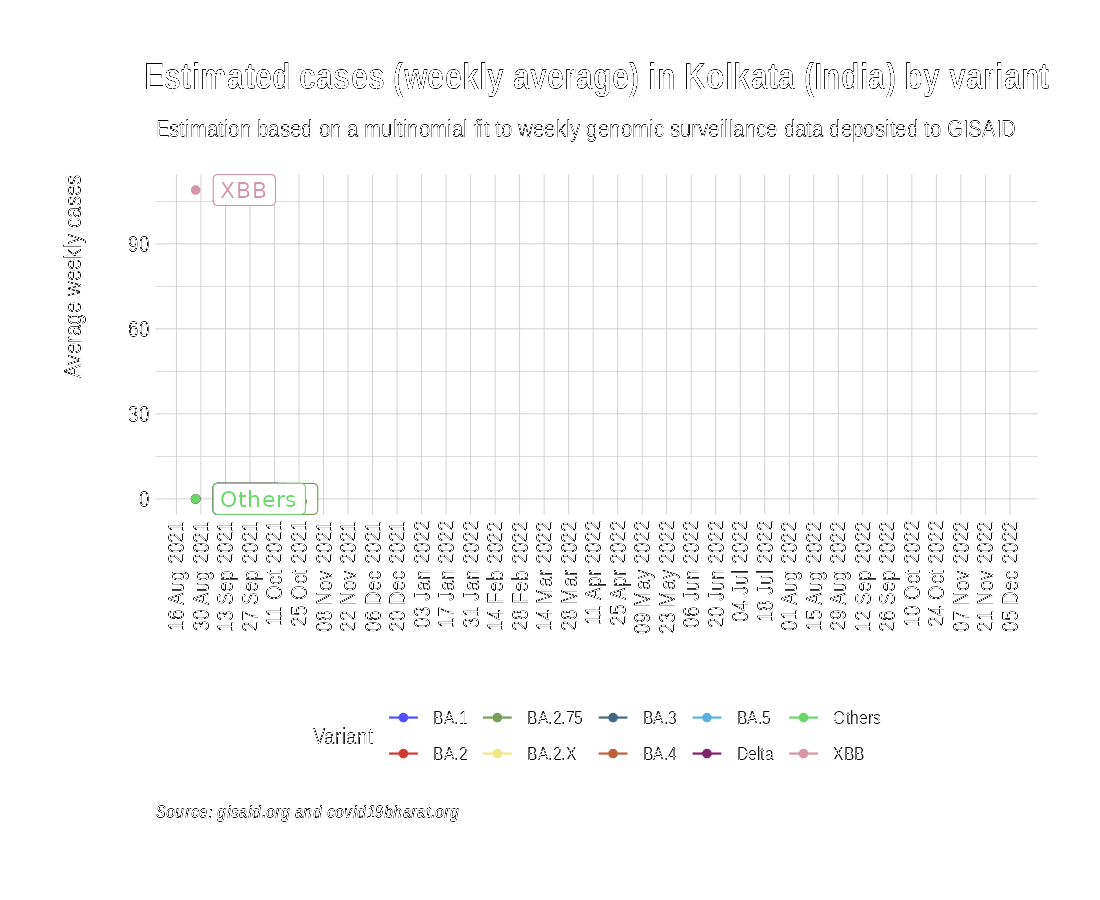 Estimated cases (weekly average) in Kolkata (India) by variant
Estimation based on a multinomial fit to weekly genomic surveillance data deposited to GISAID
Average weekly cases
XBB
90
60
30
0
Others
16 Aug 2021
30 Aug 2021
13 Sep 2021
27 Sep 2021
11 Oct 2021
25 Oct 2021
08 Nov 2021
22 Nov 2021
06 Dec 2021
20 Dec 2021
03 Jan 2022
17 Jan 2022
31 Jan 2022
14 Feb 2022
28 Feb 2022
14 Mar 2022
28 Mar 2022
11 Apr 2022
25 Apr 2022
09 May 2022
23 May 2022
06 Jun 2022
20 Jun 2022
04 Jul 2022
18 Jul 2022
01 Aug 2022
15 Aug 2022
29 Aug 2022
12 Sep 2022
26 Sep 2022
10 Oct 2022
24 Oct 2022
07 Nov 2022
21 Nov 2022
05 Dec 2022
Variant
BA.1 BA.2.75 BA.3 BA.5 Others
BA.2 BA.2.X BA.4 Delta XBB
Source: gisaid.org and covid19bharat.org